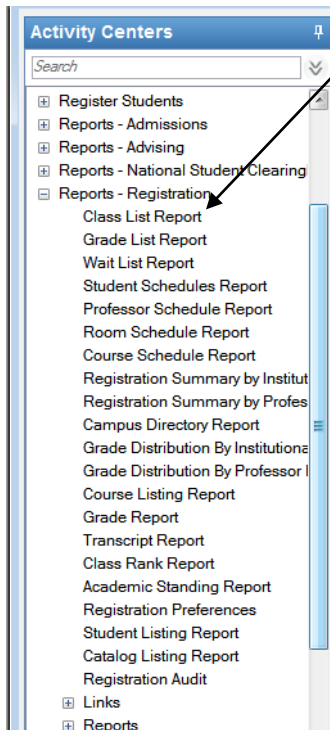 Activity Centers
Search
Register Students
Reports - Admissions
Reports - Advising
Reports - National Student Clearing
Reports - Registration
Class List Report
Grade List Report
Wait List Report
Student Schedules Report
Professor Schedule Report
Room Schedule Report
Course Schedule Report
Registration Summary by Institut
Registration Summary by Profes
Campus Directory Report
Grade Distribution By Institutiona
Grade Distribution By Professor I
Course Listing Report
Grade Report
Transcript Report
Class Rank Report
Academic Standing Report
Registration Preferences
Student Listing Report
Catalog Listing Report
Registration Audit
Links
Reports